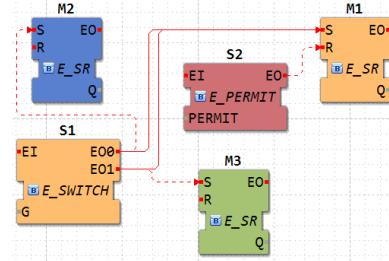 M2
S EO
R
B E_SR
Q
M1
S EO
R
B E_SR
Q
S2
EI EO
B E_PERMIT
PERMIT
S1
EI EO0
EO1
B E_SWITCH
G
M3
S EO
R
B E_SR
Q